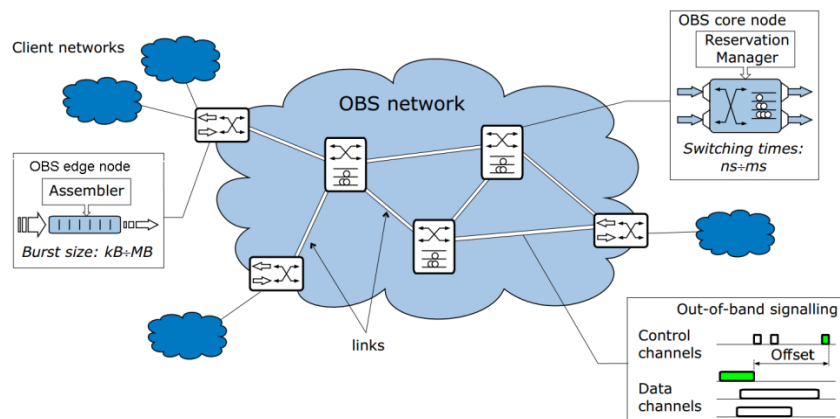 Client networks
OBS network
OBS core node
Reservation
Manager
Switching times:
ns÷ms
OBS edge node
Assembler
Burst size: kB÷MB
links
Out-of-band signalling
Control
channels
Offset
Data
channels